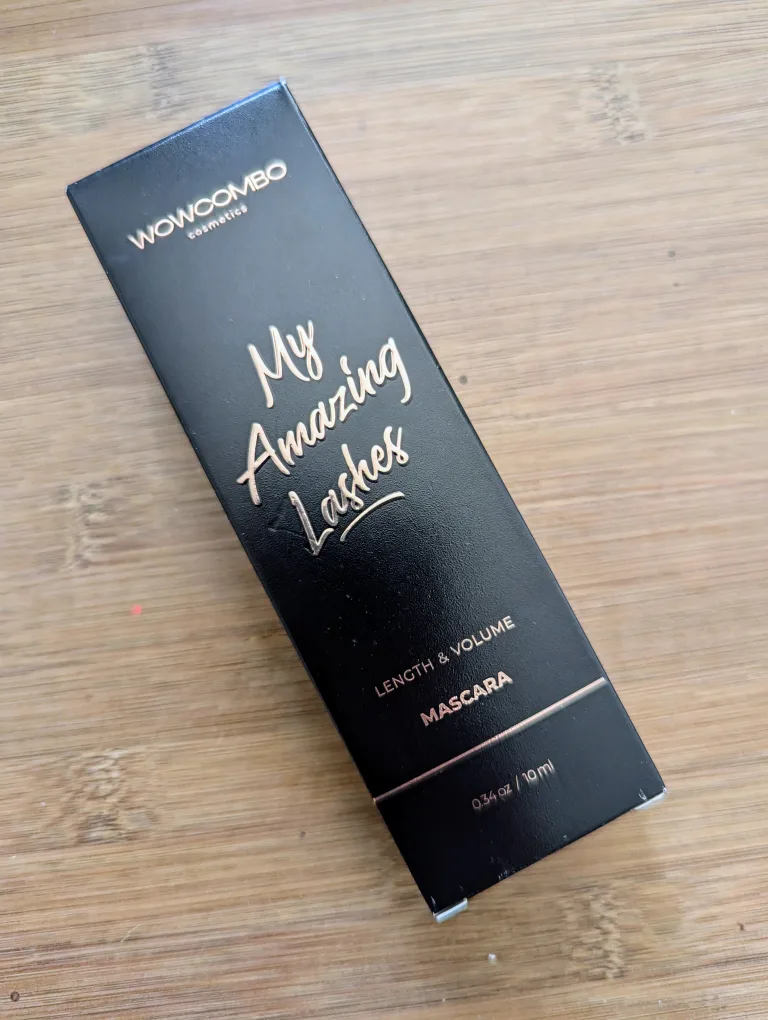 WOWCOMBO
cosmetics
My
Amazing
Lashes
LENGTH & VOLUME
MASCARA
0.34 oz / 10 ml